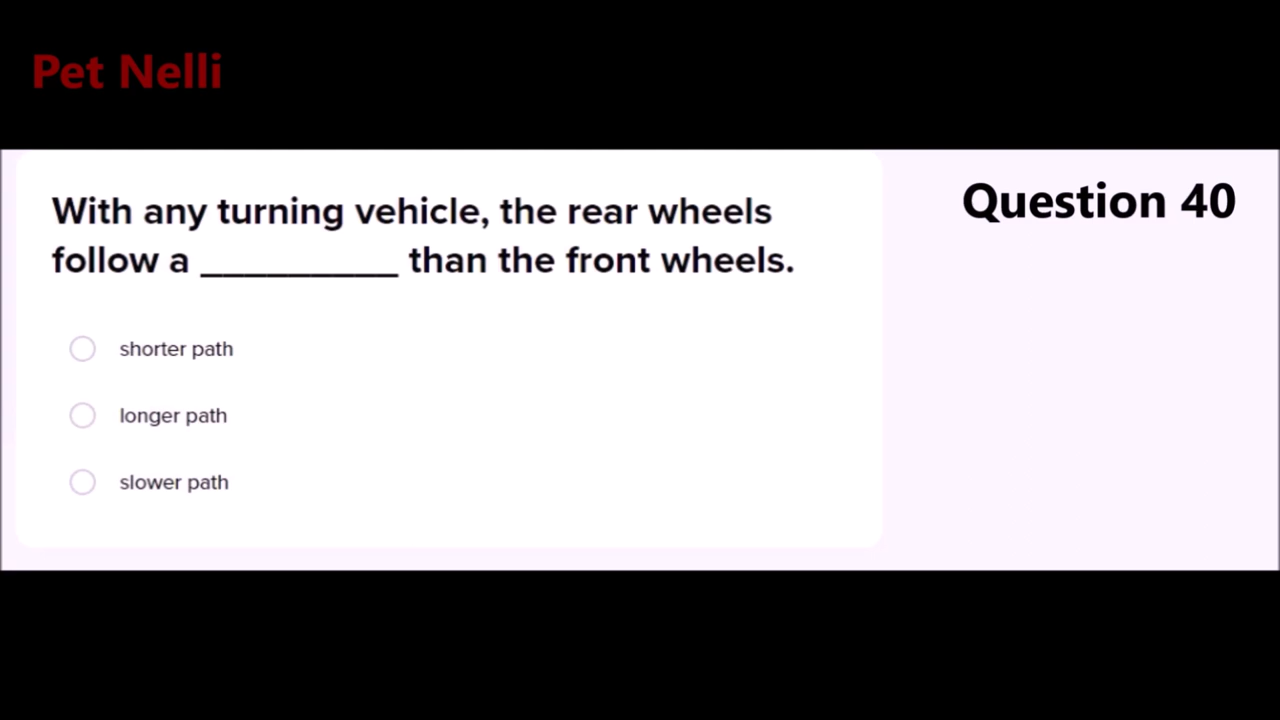 Pet Nelli
Question 40
With any turning vehicle, the rear wheels
follow a _________ than the front wheels.
shorter path
longer path
slower path